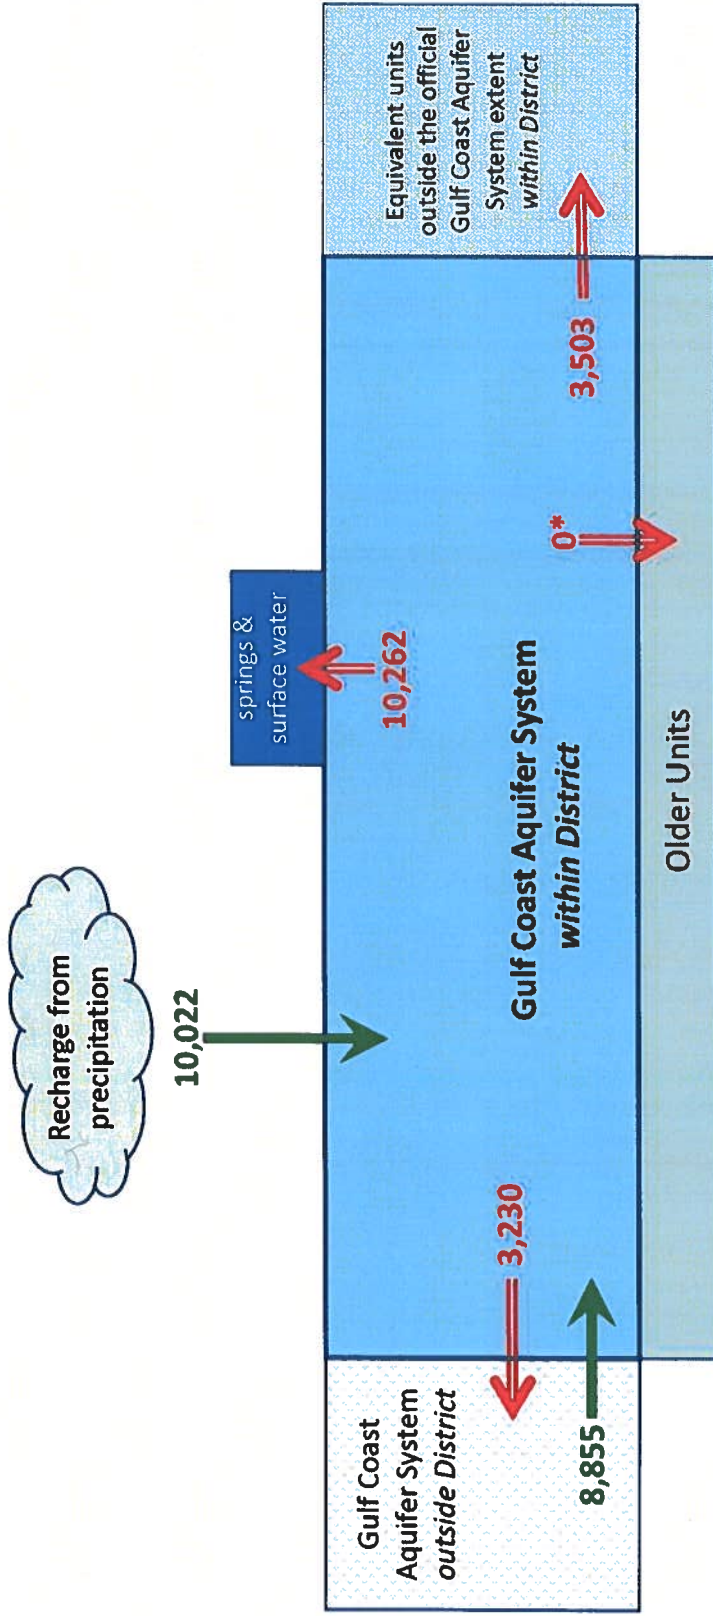 Recharge from
precipitation
10,022
springs &
surface water
10,262
Gulf Coast
Aquifer System
outside District
3,230
8,855
Gulf Coast Aquifer System
within District
0*
3,503
Equivalent units
outside the official
Gulf Coast Aquifer
System extent
within District
Older Units